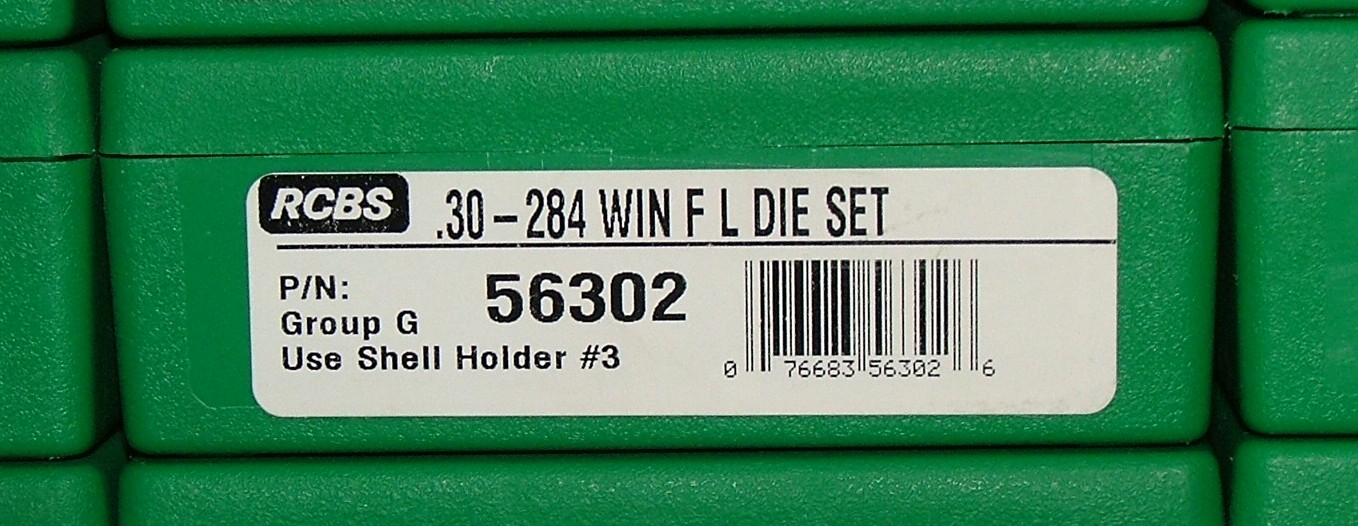 RCBS .30-284 WIN F L DIE SET
P/N: 56302
Group G
Use Shell Holder #3
0 76683 56302 6